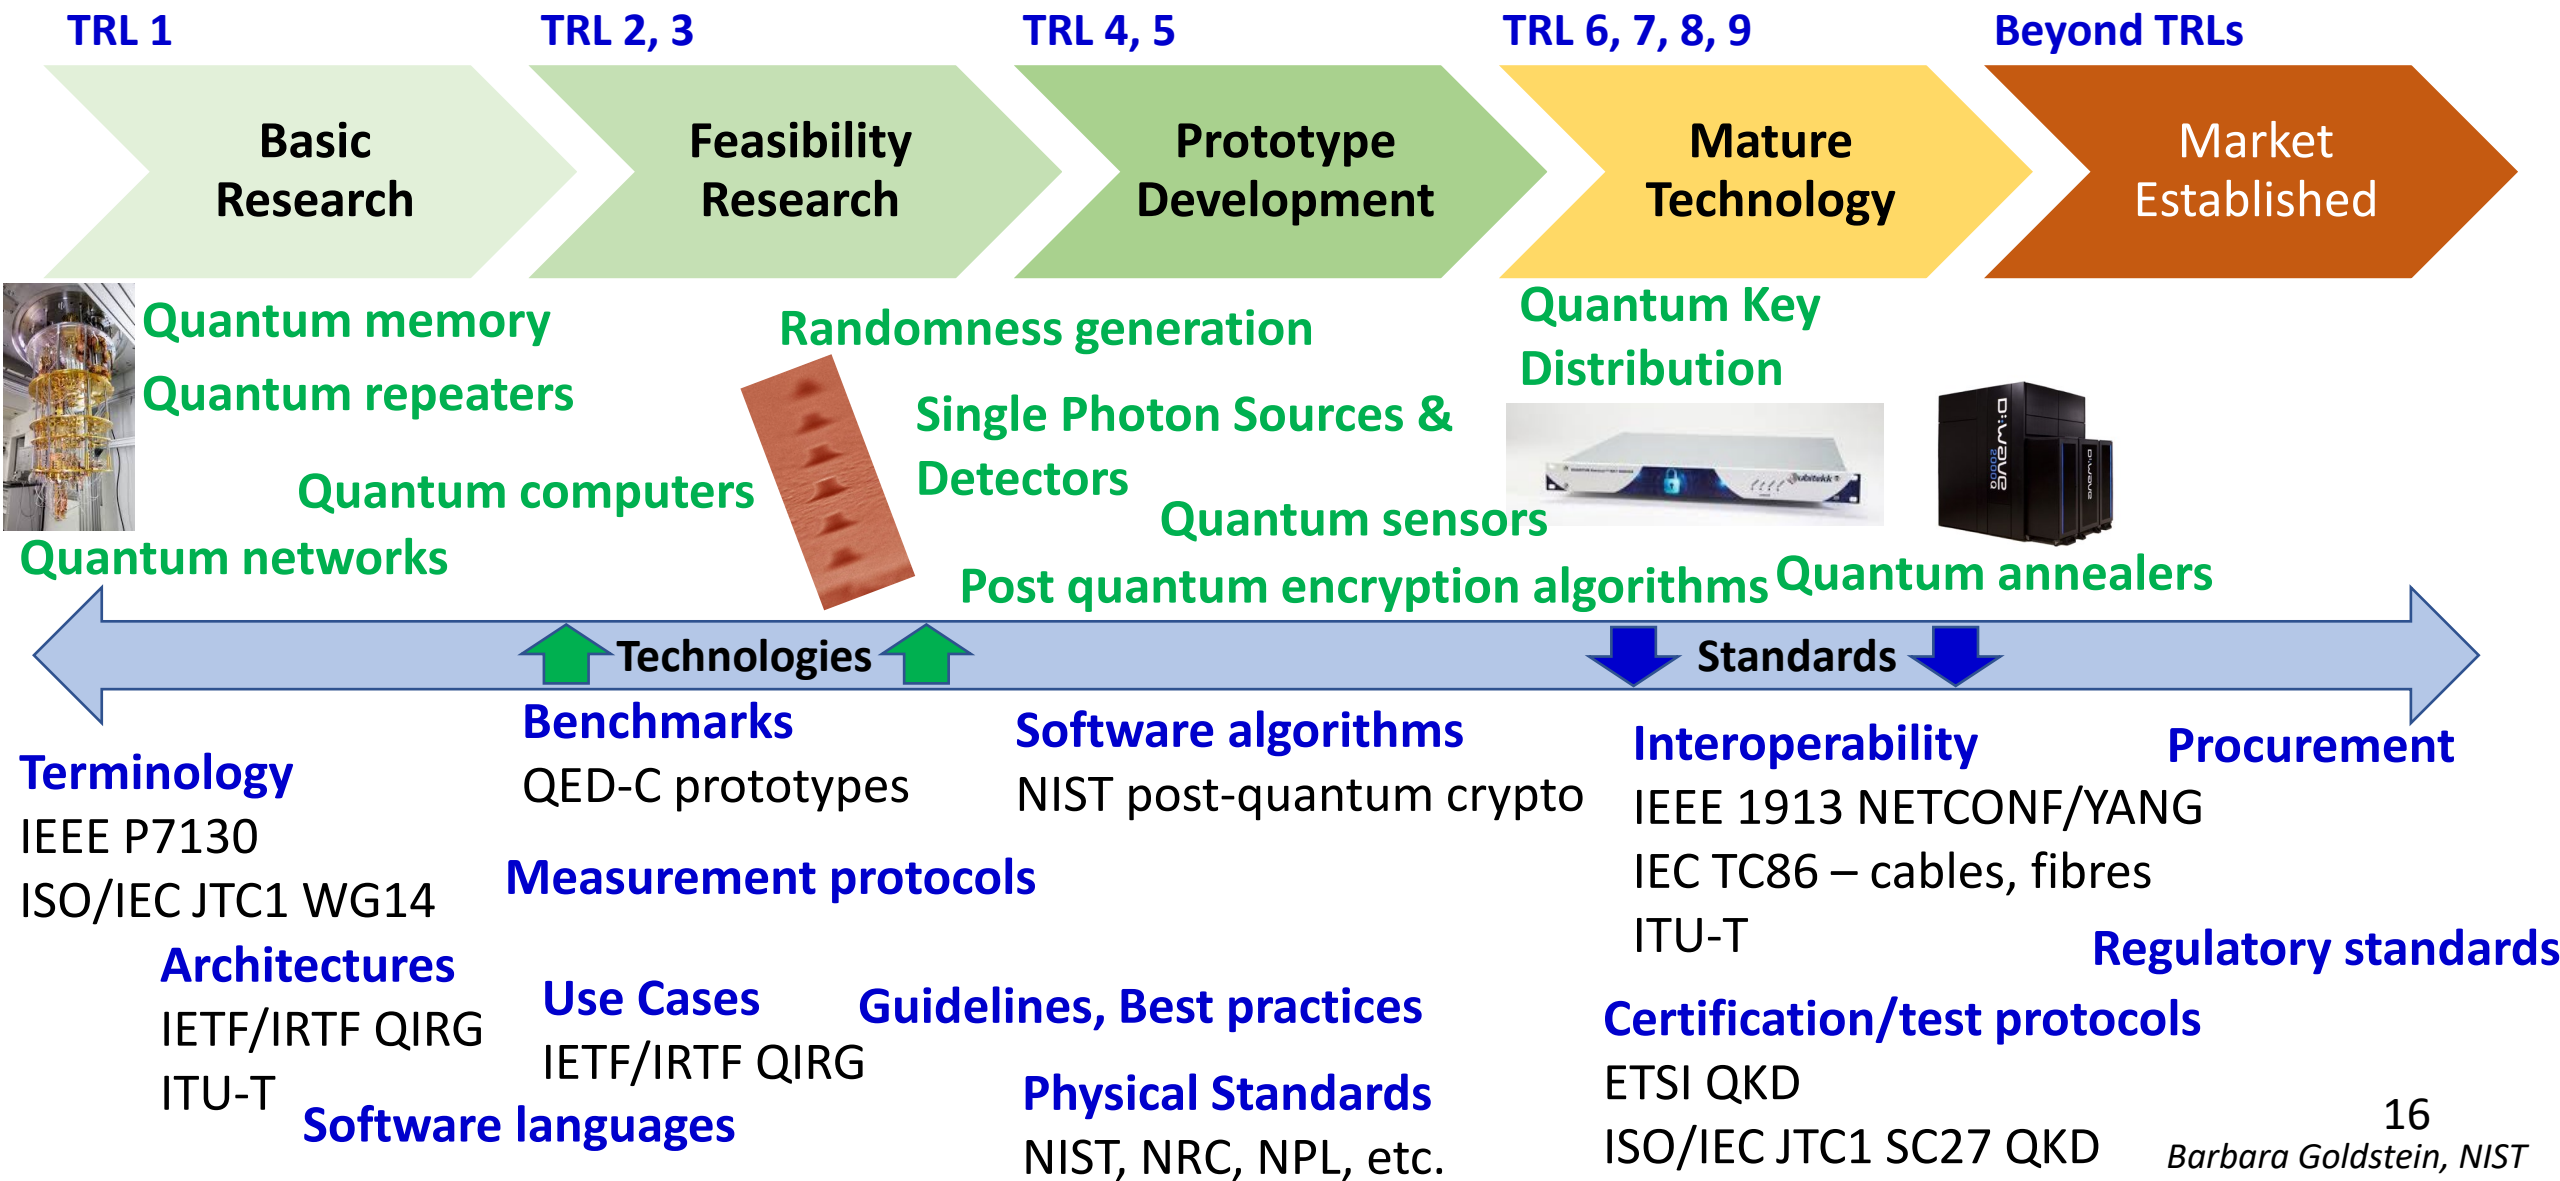 TRL 1
TRL 2, 3
TRL 4, 5
TRL 6, 7, 8, 9
Beyond TRLs
Basic
Research
Feasibility
Research
Prototype
Development
Mature
Technology
Market
Established
Quantum memory
Quantum repeaters
Quantum computers
Quantum networks
Randomness generation
Single Photon Sources &
Detectors
Quantum sensors
Post quantum encryption algorithms
Quantum Key
Distribution
D:wave
2000Q
D:wave
Quantum annealers
Technologies
Standards
Terminology
IEEE P7130
ISO/IEC JTC1 WG14
Architectures
IETF/IRTF QIRG
ITU-T
Software languages
Benchmarks
QED-C prototypes
Measurement protocols
Use Cases
IETF/IRTF QIRG
Software algorithms
NIST post-quantum crypto
Guidelines, Best practices
Physical Standards
NIST, NRC, NPL, etc.
Interoperability
IEEE 1913 NETCONF/YANG
IEC TC86 – cables, fibres
ITU-T
Certification/test protocols
ETSI QKD
ISO/IEC JTC1 SC27 QKD
Procurement
Regulatory standards
16
Barbara Goldstein, NIST